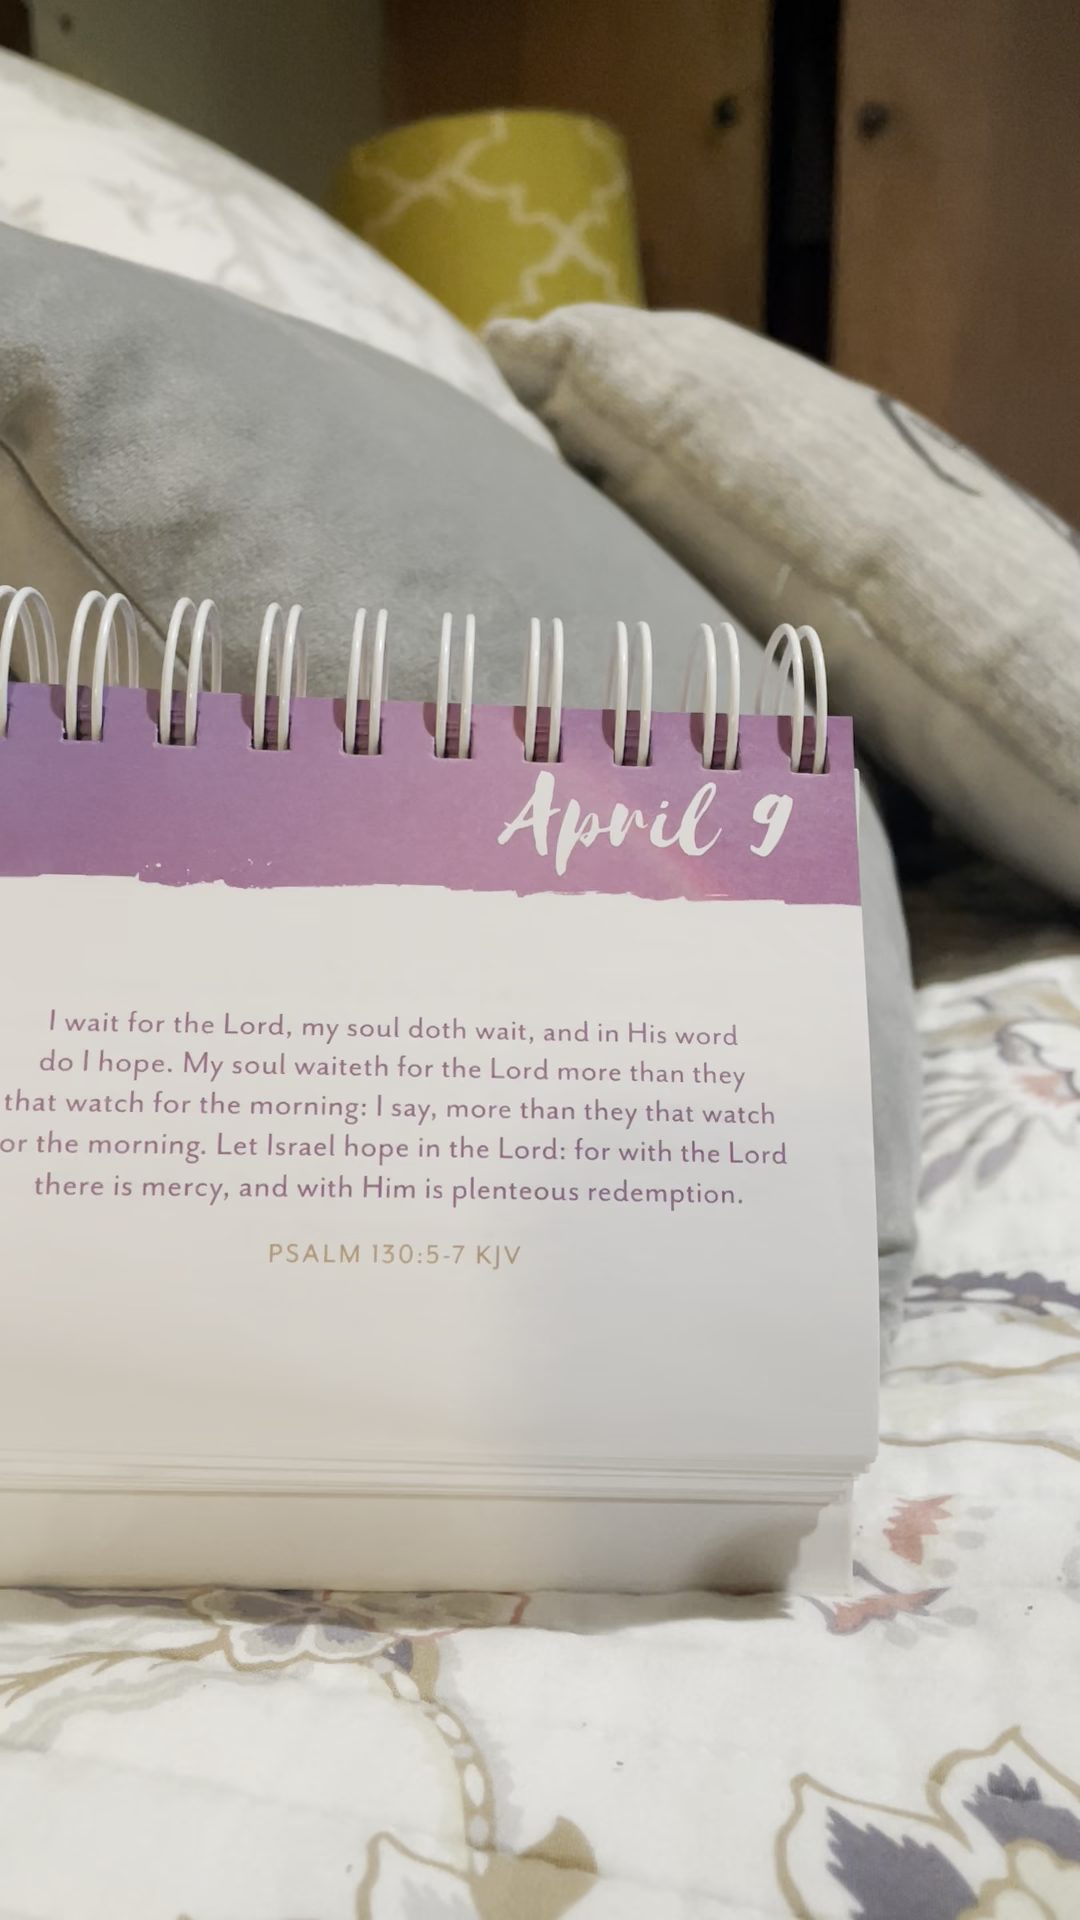 April 9
I wait for the Lord, my soul doth wait, and in His word
do I hope. My soul waiteth for the Lord more than they
that watch for the morning: I say, more than they that watch
or the morning. Let Israel hope in the Lord: for with the Lord
there is mercy, and with Him is plenteous redemption.
PSALM 130:5-7 KJV